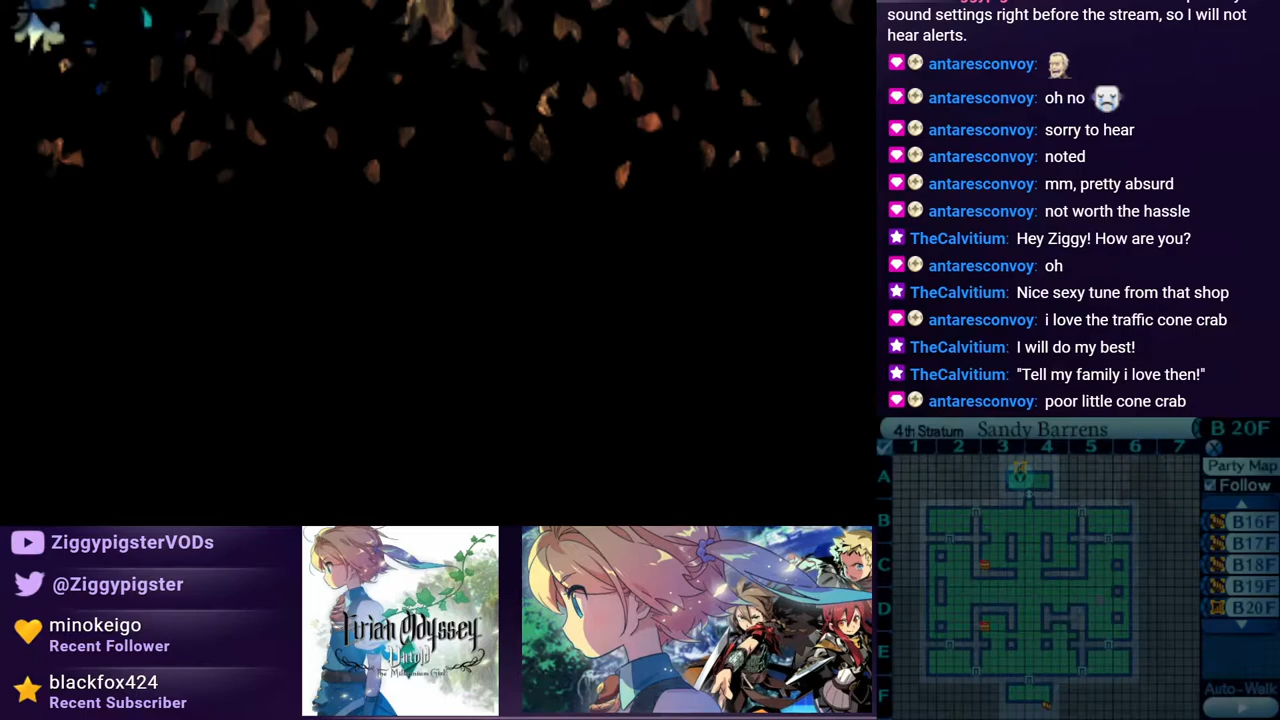 sound settings right before the stream, so I will not
hear alerts.
antaresconvoy:
antaresconvoy: oh no
antaresconvoy: sorry to hear
antaresconvoy: noted
antaresconvoy: mm, pretty absurd
antaresconvoy: not worth the hassle
TheCalvitium: Hey Ziggy! How are you?
antaresconvoy: oh
TheCalvitium: Nice sexy tune from that shop
antaresconvoy: i love the traffic cone crab
TheCalvitium: I will do my best!
TheCalvitium: "Tell my family i love then!"
antaresconvoy: poor little cone crab
4th Stratum Sandy Barrens B 20F
1 2 3 4 5 6 7 X
A
B
C
D
E
F
Party Map
Follow
B16F
B17F
B18F
B19F
B20F
Auto-Walk
ZiggypigsterVODs
@Ziggypigster
minokeigo
Recent Follower
blackfox424
Recent Subscriber
Odyssey
Untold
The Millennium Girl